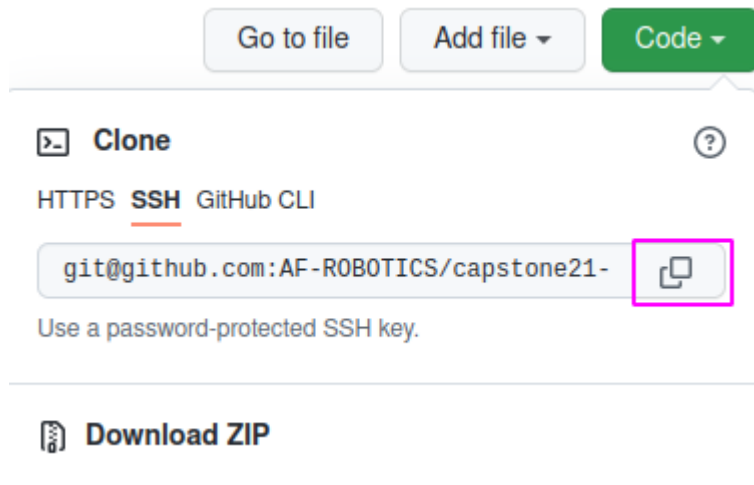 Go to file Add file Code
Clone
HTTPS SSH GitHub CLI
git@github.com:AF-ROBOTICS/capstone21-
Use a password-protected SSH key.
Download ZIP